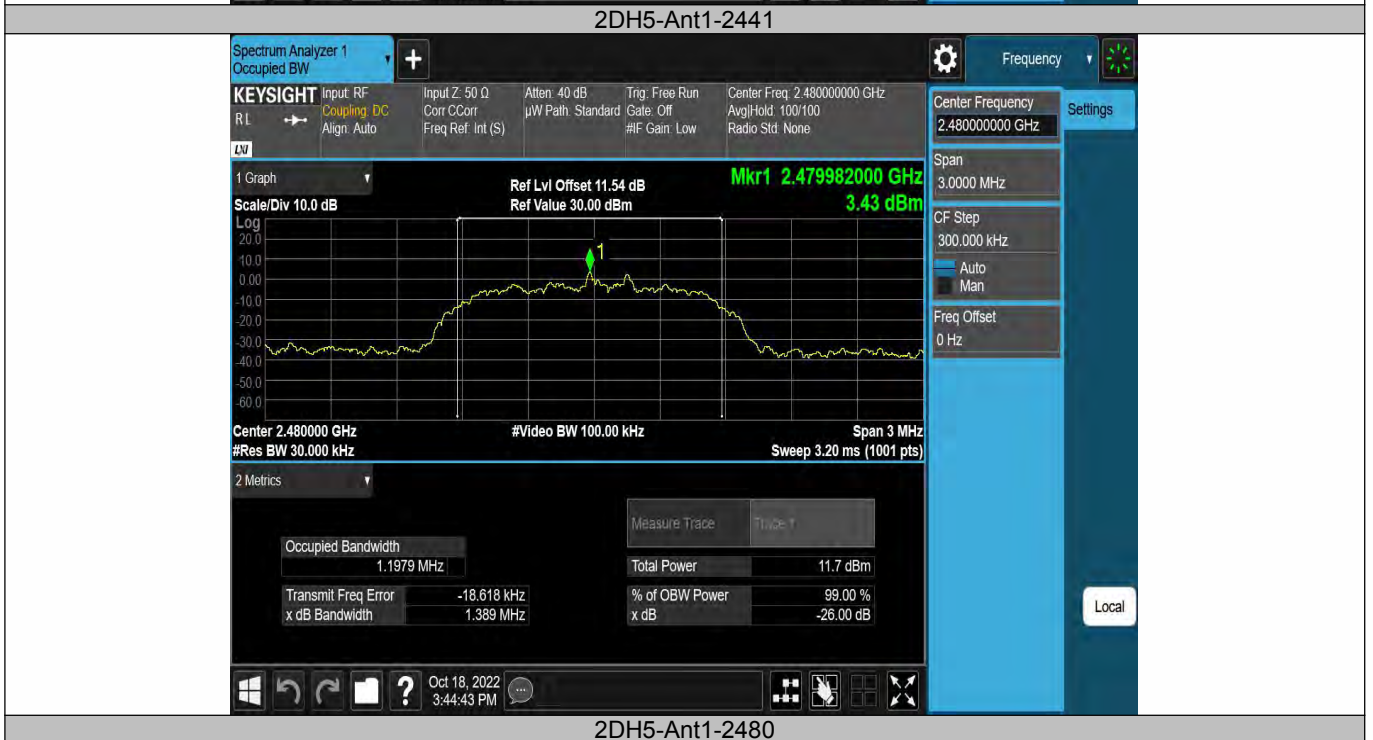 2DH5-Ant1-2441
Spectrum Analyzer 1
Occupied BW
Frequency
KEYSIGHT
R L
LXI
Input: RF
Coupling: DC
Align: Auto
Input Z: 50 Ω
Corr CCorr
Freq Ref: Int (S)
Atten: 40 dB
µW Path: Standard
Trig: Free Run
Gate: Off
#IF Gain: Low
Center Freq: 2.480000000 GHz
Avg|Hold: 100/100
Radio Std: None
Center Frequency
2.480000000 GHz
Settings
Span
3.0000 MHz
CF Step
300.000 kHz
Auto
Man
Freq Offset
0 Hz
1 Graph
Scale/Div 10.0 dB
Ref Lvl Offset 11.54 dB
Ref Value 30.00 dBm
Mkr1 2.479982000 GHz
3.43 dBm
Log
20.0
10.0
0.00
-10.0
-20.0
-30.0
-40.0
-50.0
-60.0
1
Center 2.480000 GHz
#Video BW 100.00 kHz
Span 3 MHz
#Res BW 30.000 kHz
Sweep 3.20 ms (1001 pts)
2 Metrics
Measure Trace
Trace 1
Occupied Bandwidth
1.1979 MHz
Total Power 11.7 dBm
Transmit Freq Error -18.618 kHz
% of OBW Power 99.00 %
x dB Bandwidth 1.389 MHz
x dB -26.00 dB
Local
?
Oct 18, 2022
3:44:43 PM
2DH5-Ant1-2480